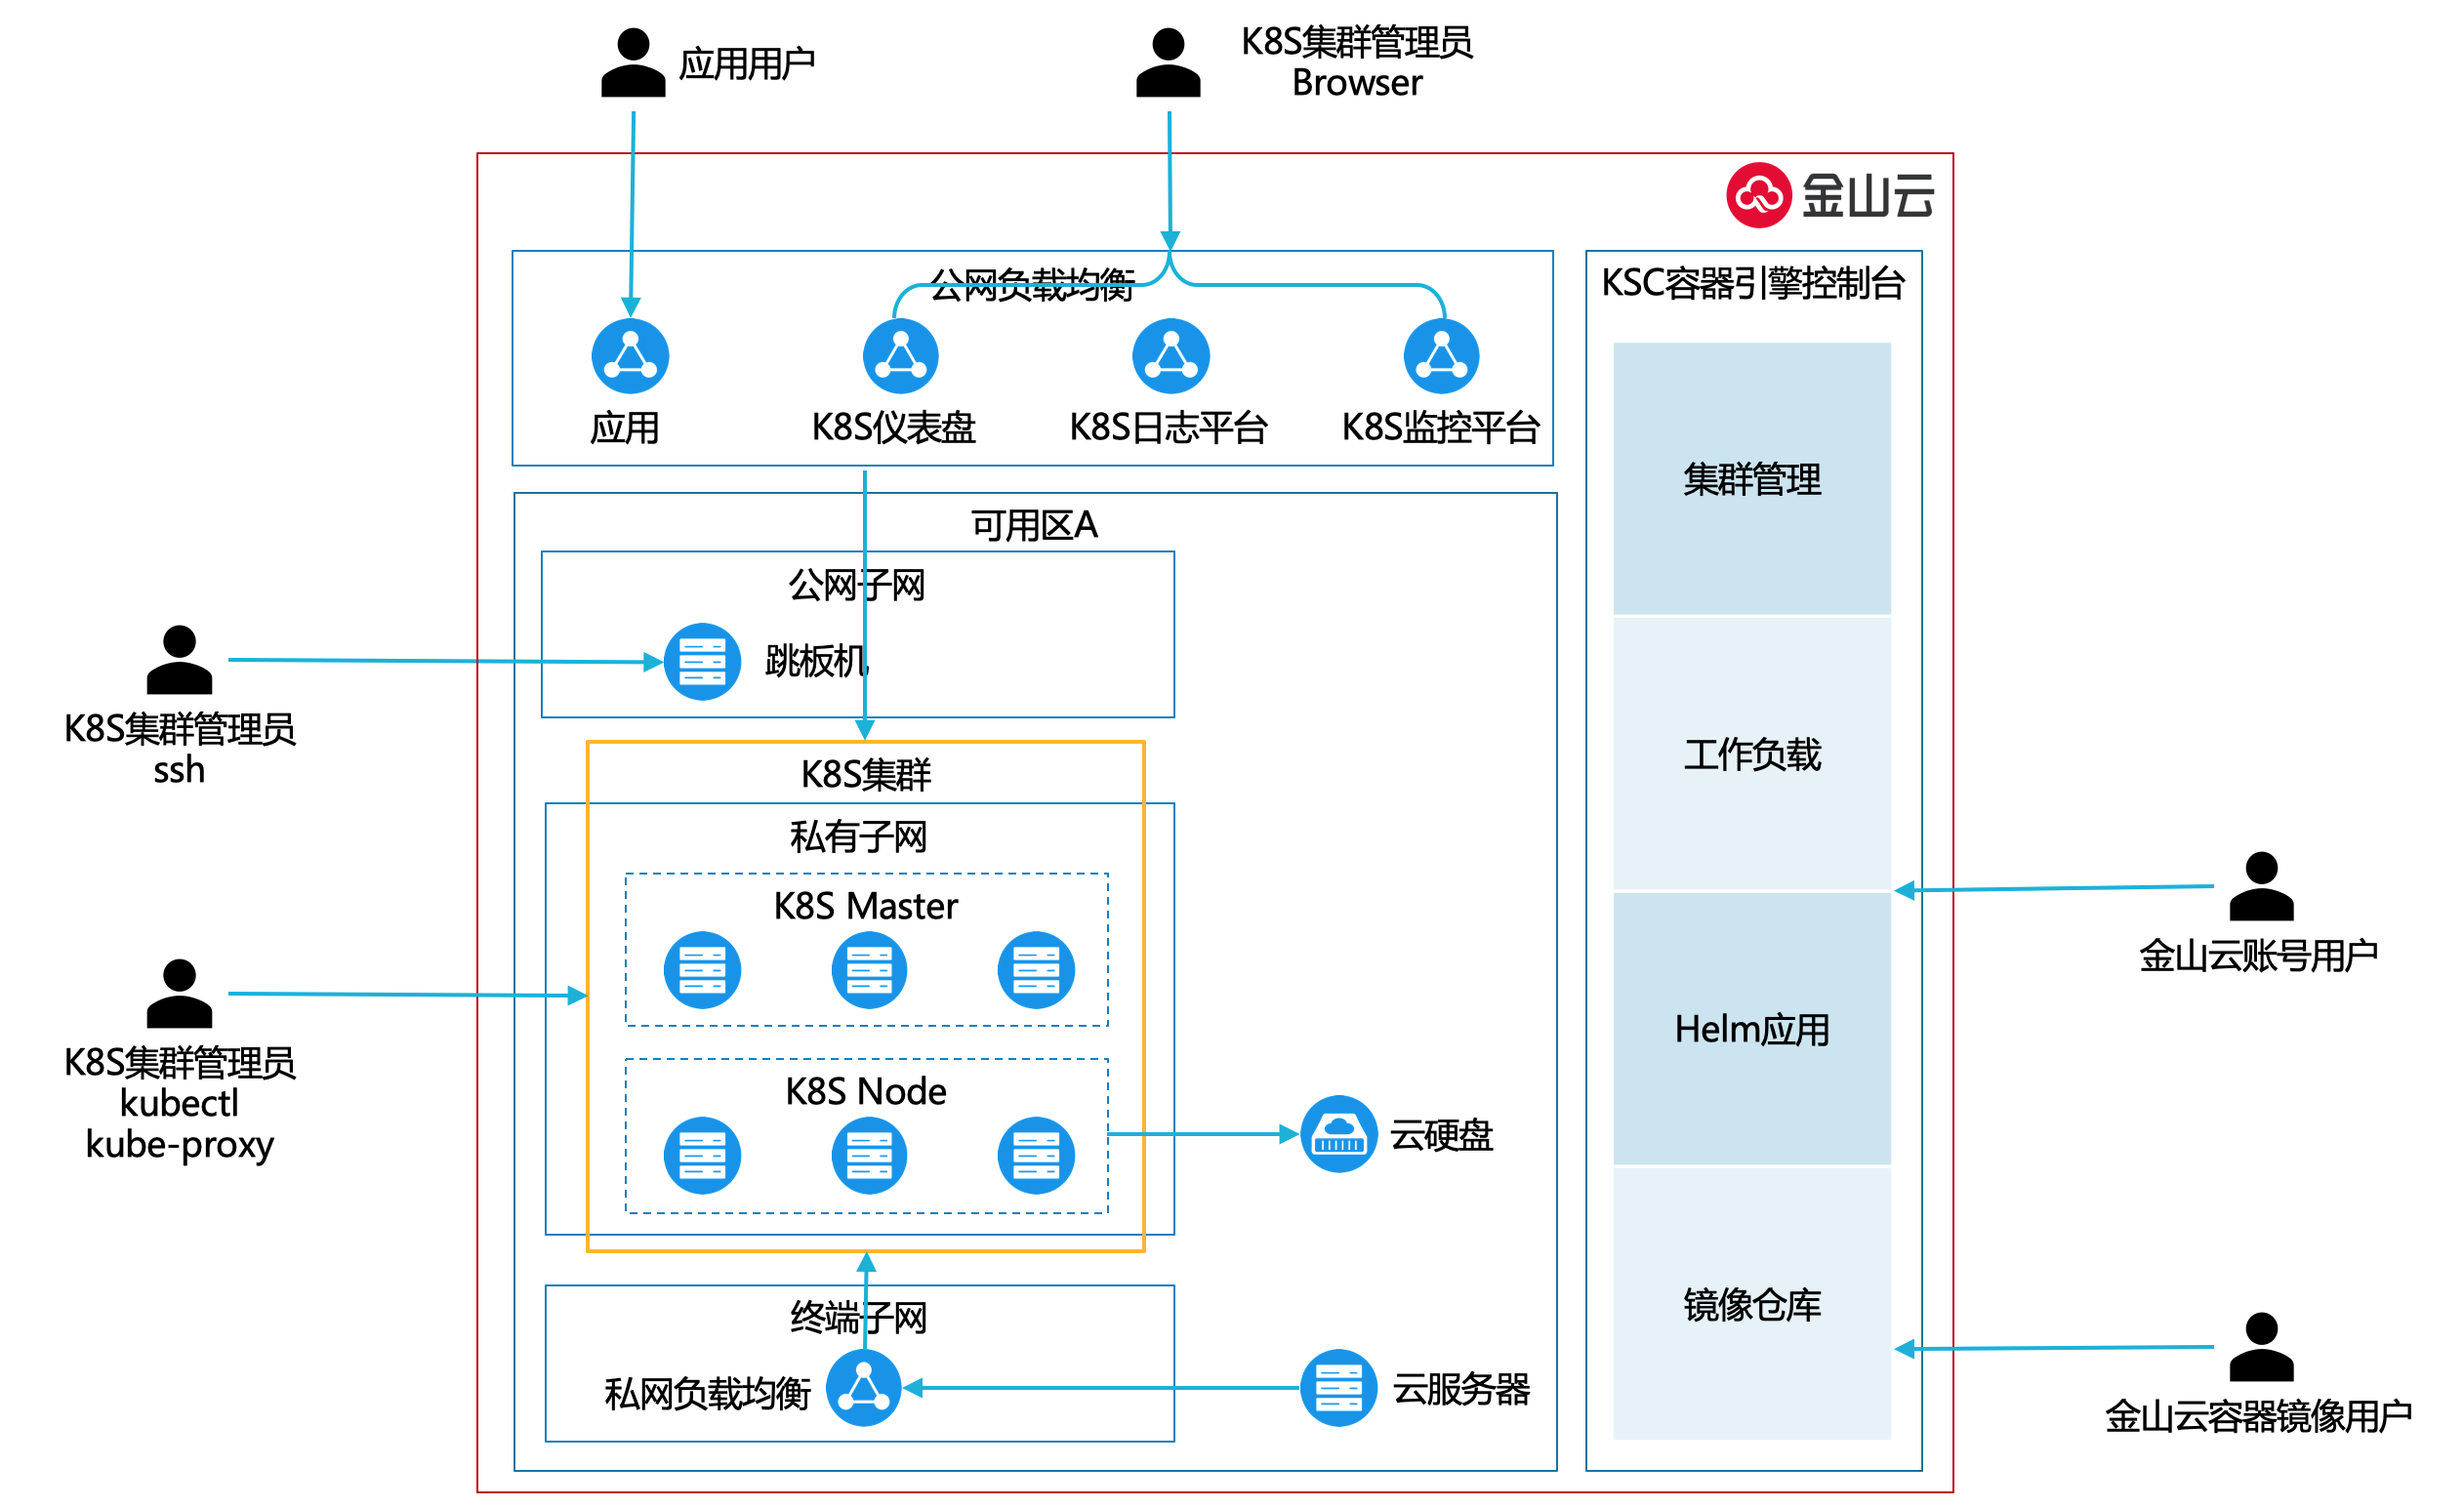 应用用户
K8S集群管理员
Browser
金山云
公网负载均衡
应用
K8S仪表盘
K8S日志平台
K8S监控平台
KSC容器引擎控制台
集群管理
工作负载
Helm应用
镜像仓库
可用区A
公网子网
跳板机
K8S集群管理员
ssh
K8S集群
私有子网
K8S Master
K8S Node
K8S集群管理员
kubectl
kube-proxy
云硬盘
终端子网
私网负载均衡
云服务器
金山云账号用户
金山云容器镜像用户